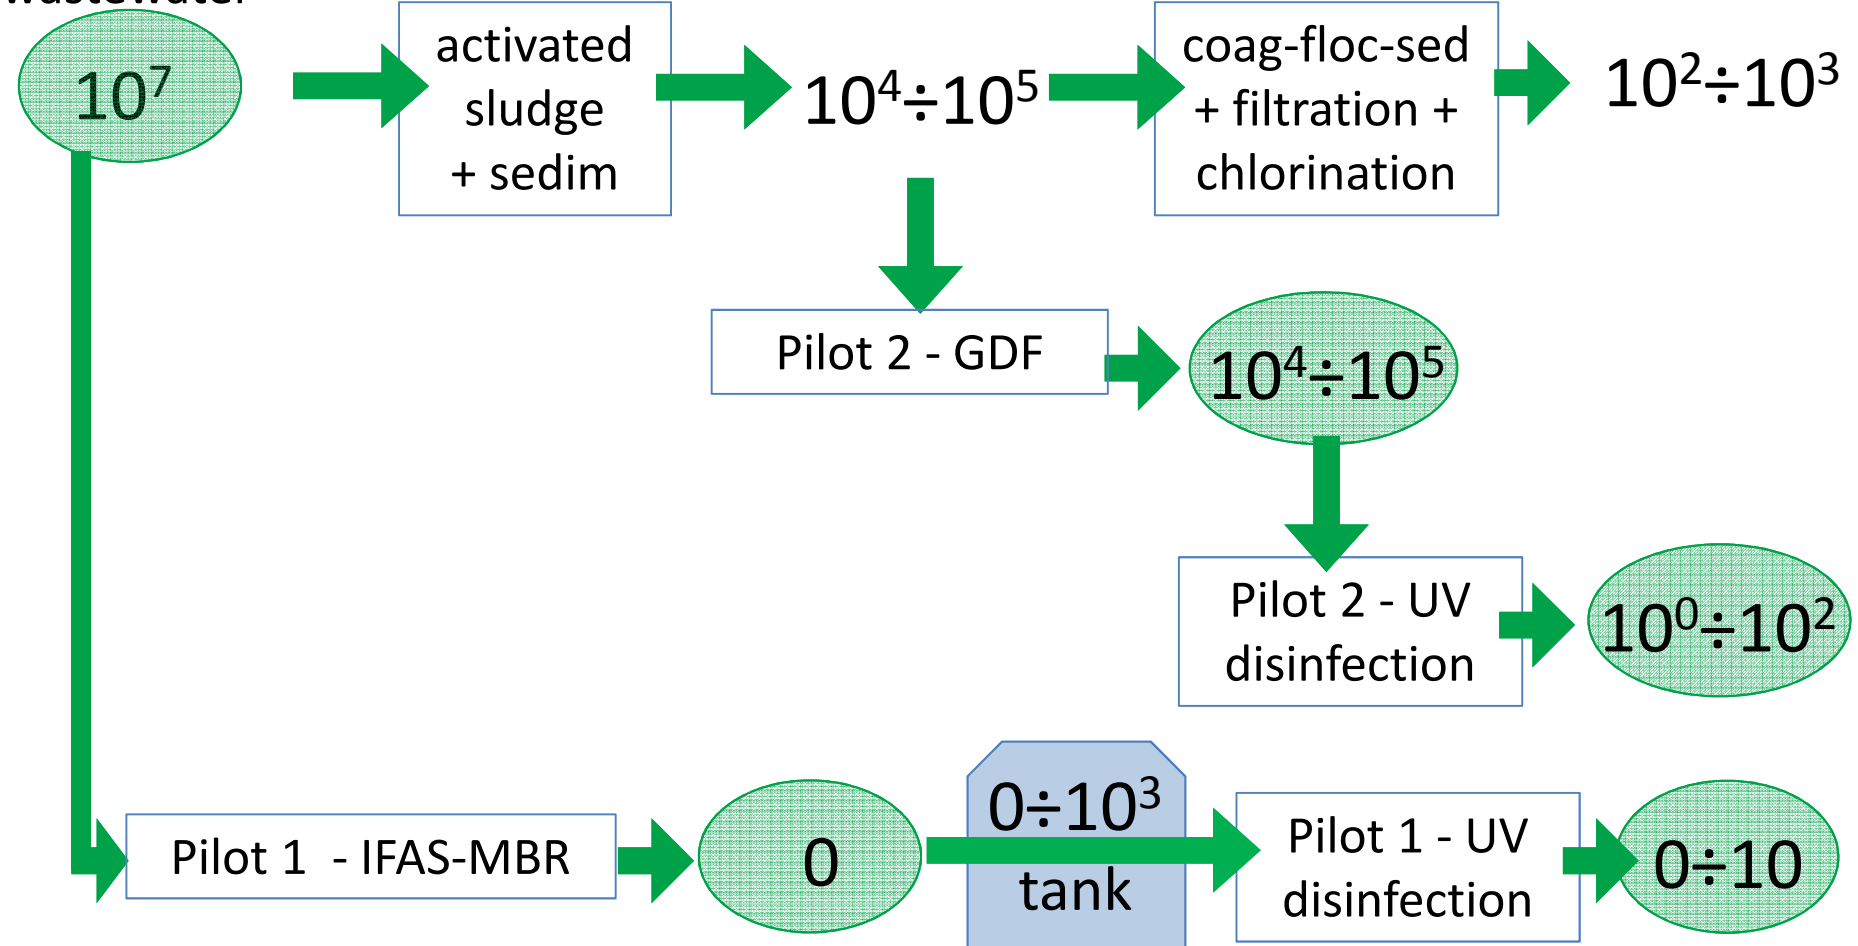 wastewater
10⁷
activated
sludge
+ sedim
10⁴÷10⁵
coag-floc-sed
+ filtration +
chlorination
10²÷10³
Pilot 2 - GDF
10⁴÷10⁵
Pilot 2 - UV
disinfection
10⁰÷10²
Pilot 1 - IFAS-MBR
0
0÷10³
tank
Pilot 1 - UV
disinfection
0÷10